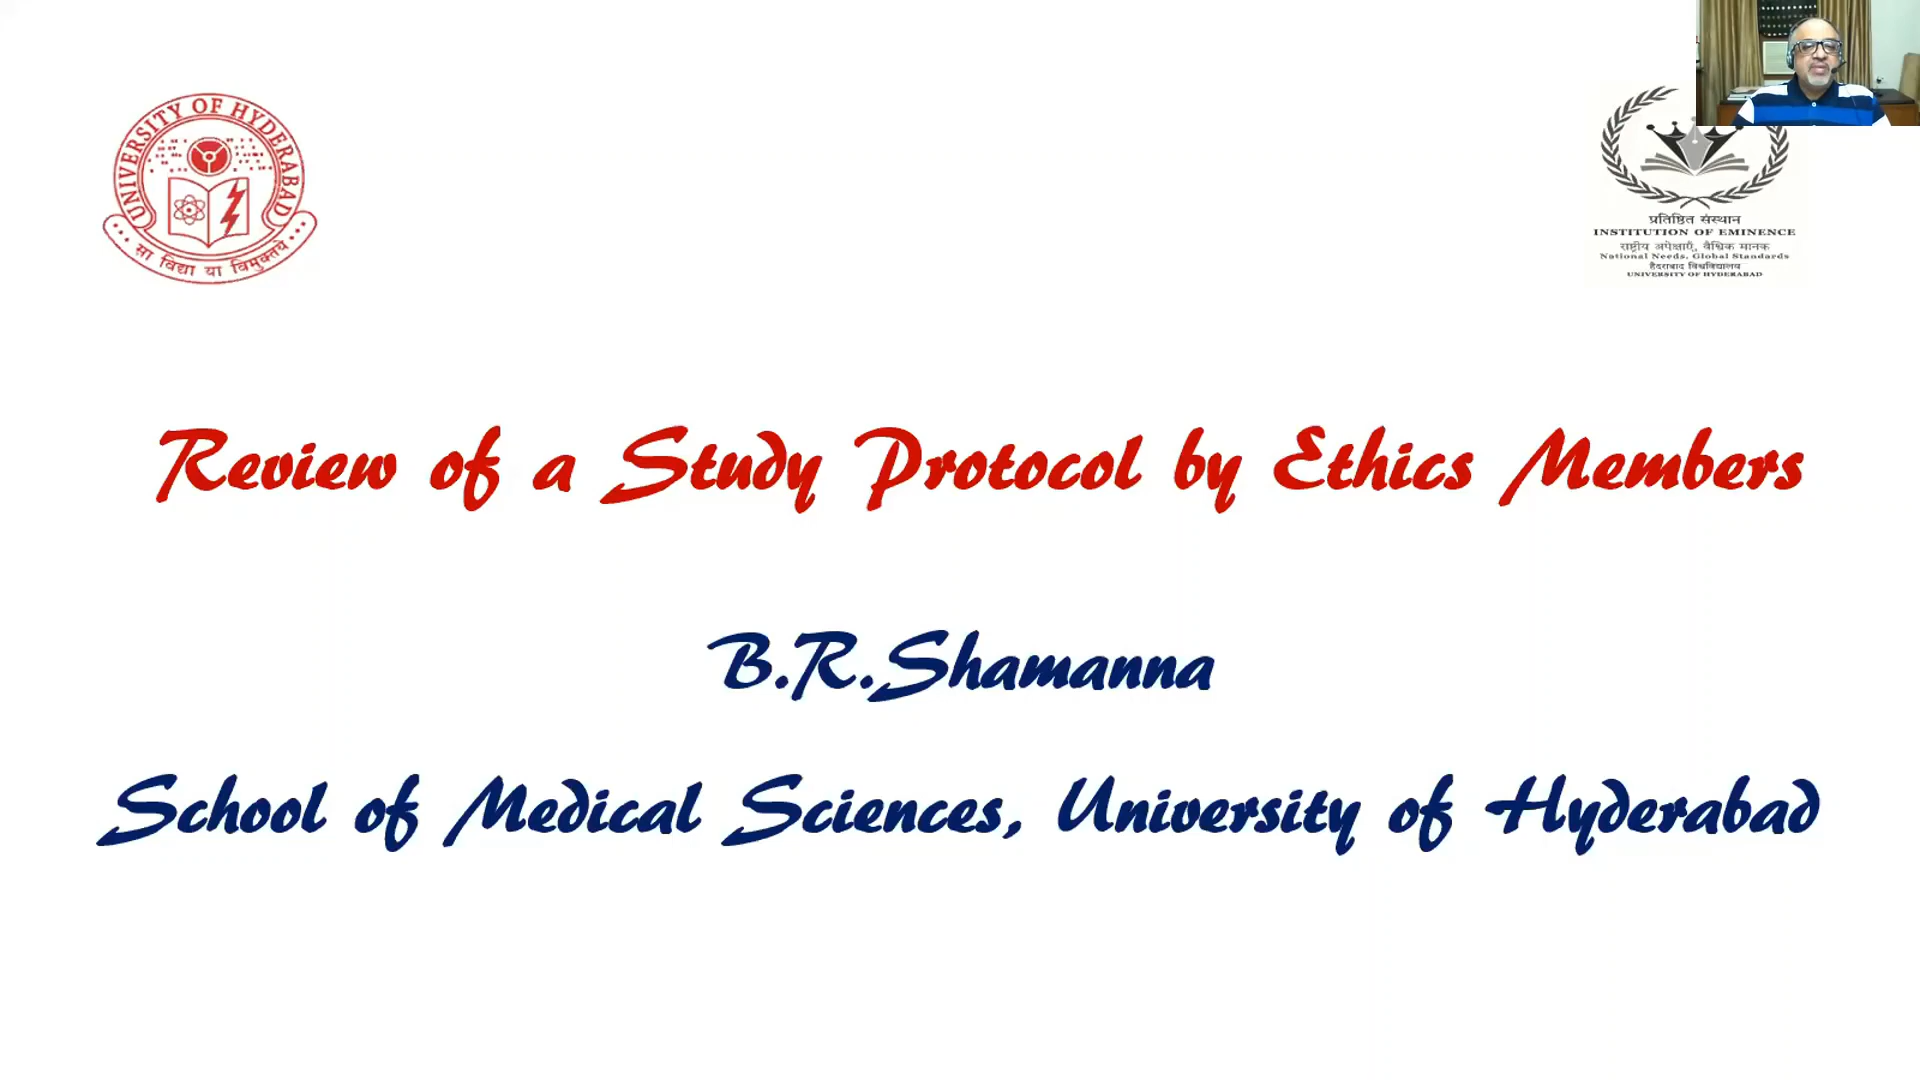 UNIVERSITY OF HYDERABAD
सा विद्या या विमुक्तये
प्रतिष्ठित संस्थान
INSTITUTION OF EMINENCE
राष्ट्रीय अपेक्षाएँ, वैश्विक मानक
National Needs, Global Standards
हैदराबाद विश्वविद्यालय
UNIVERSITY OF HYDERABAD
Review of a Study Protocol by Ethics Members
B.R.Shamanna
School of Medical Sciences, University of Hyderabad